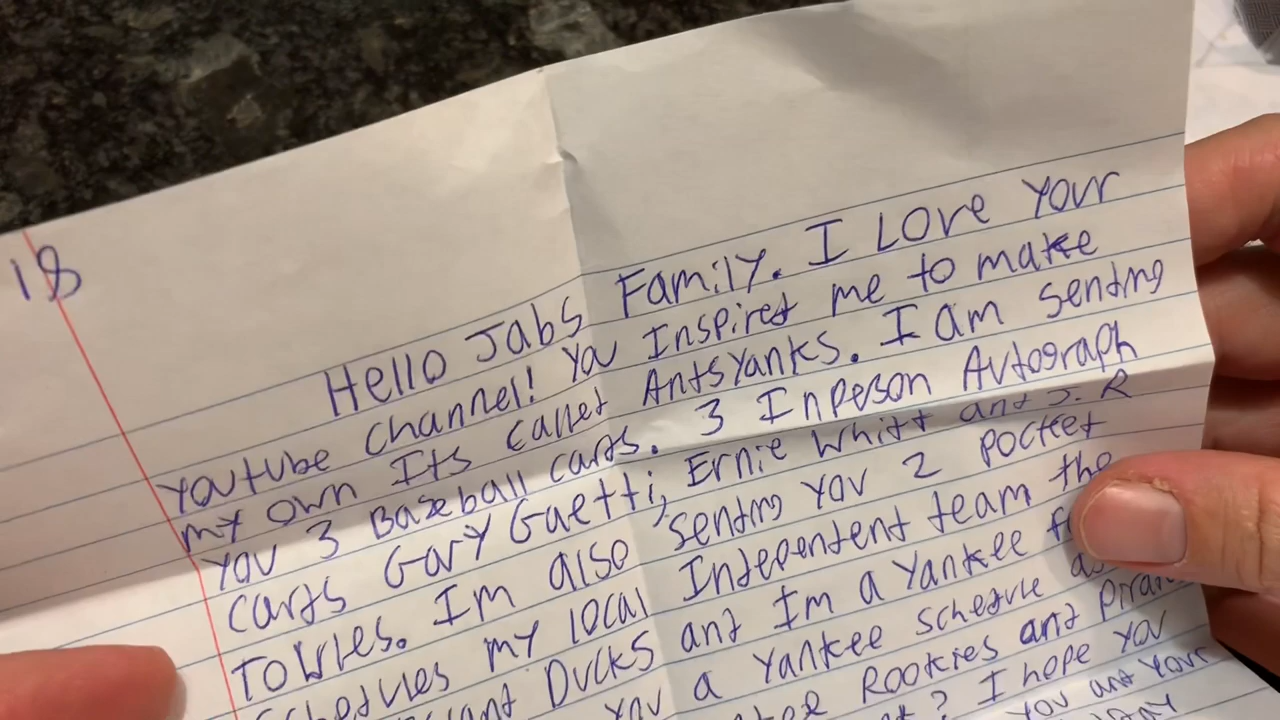 18
Hello Jabs Family. I Love Your
Youtube channel! You Inspired me to make
my own Its called AntsYanks. I am sending
You 3 Baseball cards. 3 Inperson Autograph
Cards Gary Gaetti, Ernie Whitt and J.R
Towles. Im also sending you 2 pocket
schedules my local Independent team the
Ducks and Im a Yankee
you a Yankee schedule
Rookies and
? I hope you
you and your